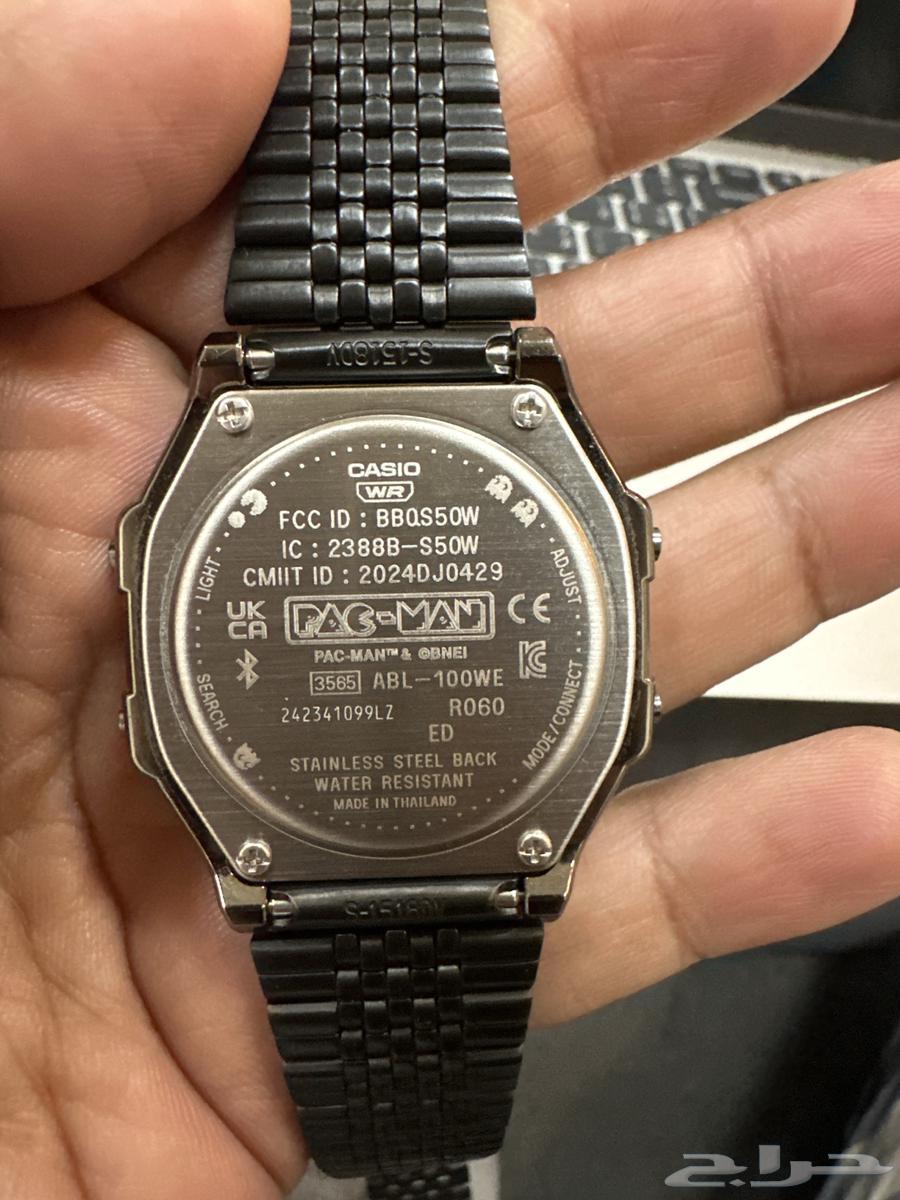 S-1518DV
CASIO
WR
FCC ID : BBQS50W
IC : 2388B-S50W
CMIIT ID : 2024DJ0429
LIGHT
ADJUST
UK
CA
PAC-MAN
CE
PAC-MAN™ & ©BNEI
3565 ABL-100WE
SEARCH
MODE/CONNECT
242341099LZ R060
ED
STAINLESS STEEL BACK
WATER RESISTANT
MADE IN THAILAND
S-1518DV
حراج